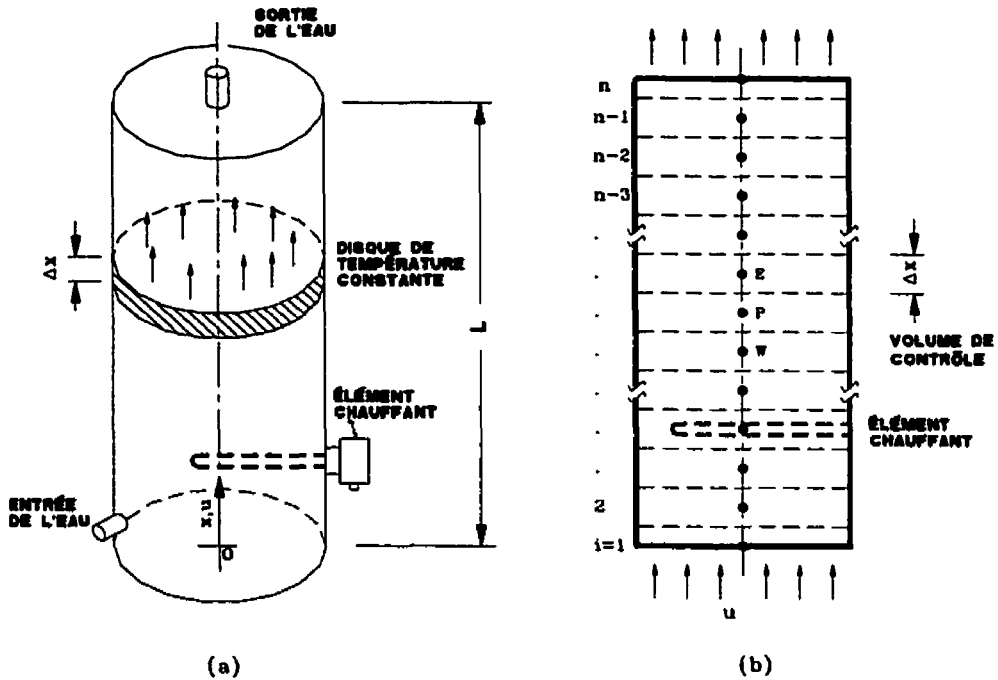 SORTIE
DE L'EAU
Δx
DISQUE DE
TEMPÉRATURE
CONSTANTE
L
ÉLÉMENT
CHAUFFANT
ENTRÉE
DE L'EAU
x,u
O
(a)
n
n-1
n-2
n-3
.
E
Δx
.
P
.
W
VOLUME DE
CONTRÔLE
.
ÉLÉMENT
CHAUFFANT
.
2
i=1
u
(b)